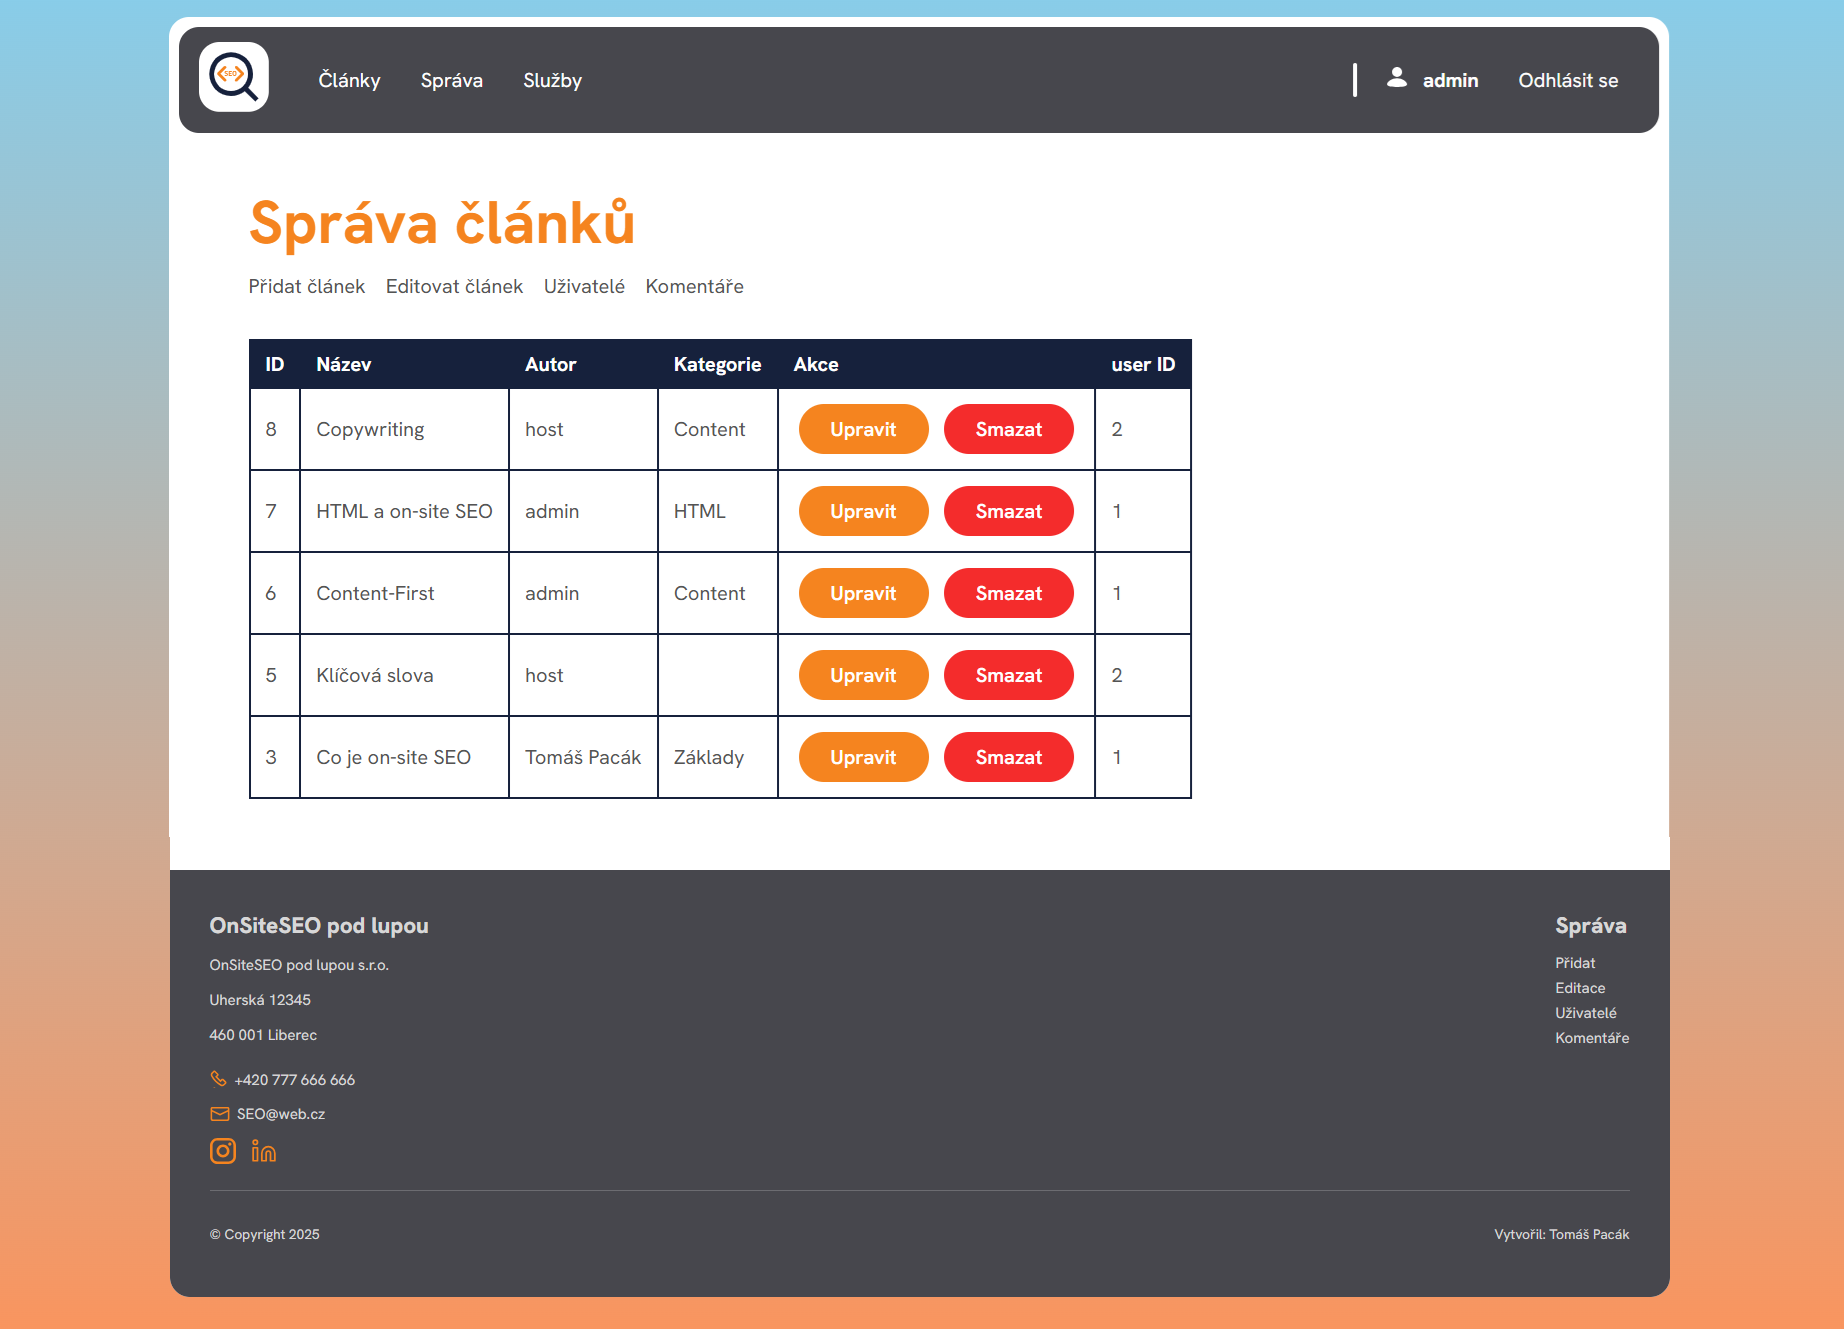 <SEO>
Články Správa Služby
admin Odhlásit se
Správa článků
Přidat článek Editovat článek Uživatelé Komentáře
ID Název Autor Kategorie Akce user ID
8 Copywriting host Content Upravit Smazat 2
7 HTML a on-site SEO admin HTML Upravit Smazat 1
6 Content-First admin Content Upravit Smazat 1
5 Klíčová slova host Upravit Smazat 2
3 Co je on-site SEO Tomáš Pacák Základy Upravit Smazat 1
OnSiteSEO pod lupou
OnSiteSEO pod lupou s.r.o.
Uherská 12345
460 001 Liberec
+420 777 666 666
SEO@web.cz
in
Správa
Přidat
Editace
Uživatelé
Komentáře
© Copyright 2025
Vytvořil: Tomáš Pacák